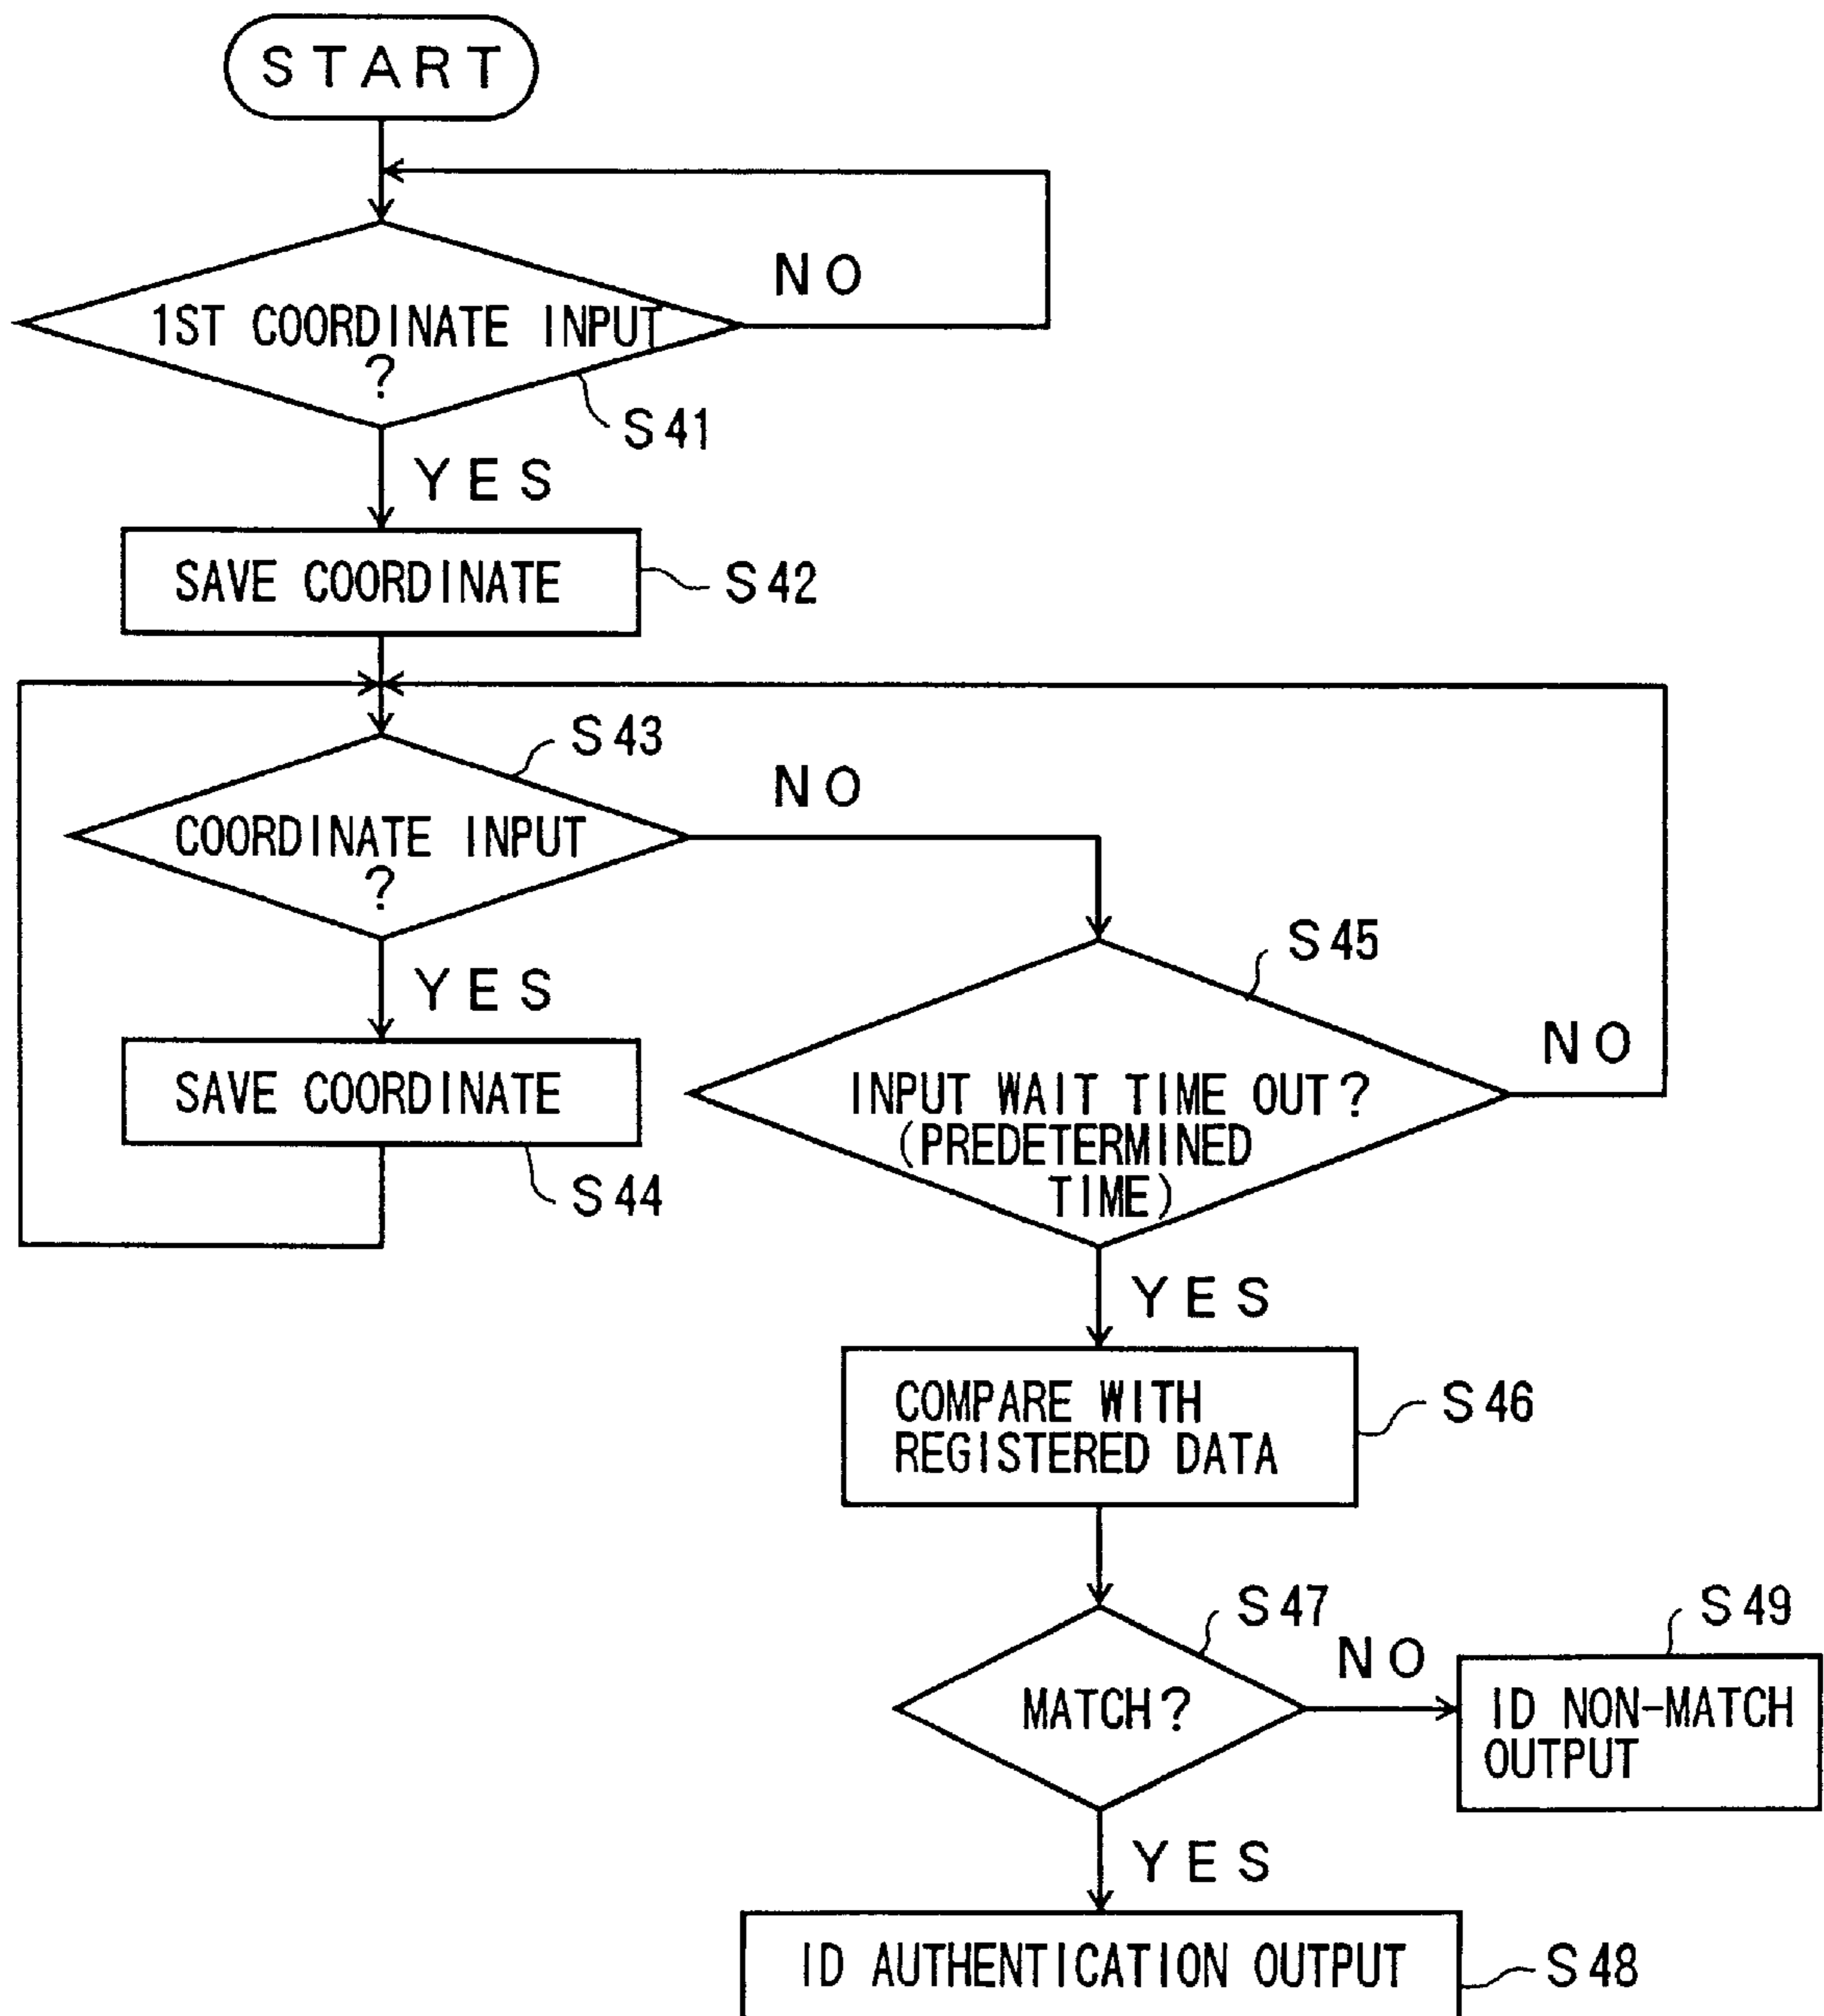 START
NO
1ST COORDINATE INPUT
?
S41
YES
SAVE COORDINATE
S42
S43
NO
COORDINATE INPUT
?
YES
SAVE COORDINATE
S44
S45
NO
INPUT WAIT TIME OUT?
(PREDETERMINED
TIME)
YES
COMPARE WITH
REGISTERED DATA
S46
S47
MATCH?
NO
S49
ID NON-MATCH
OUTPUT
YES
ID AUTHENTICATION OUTPUT
S48